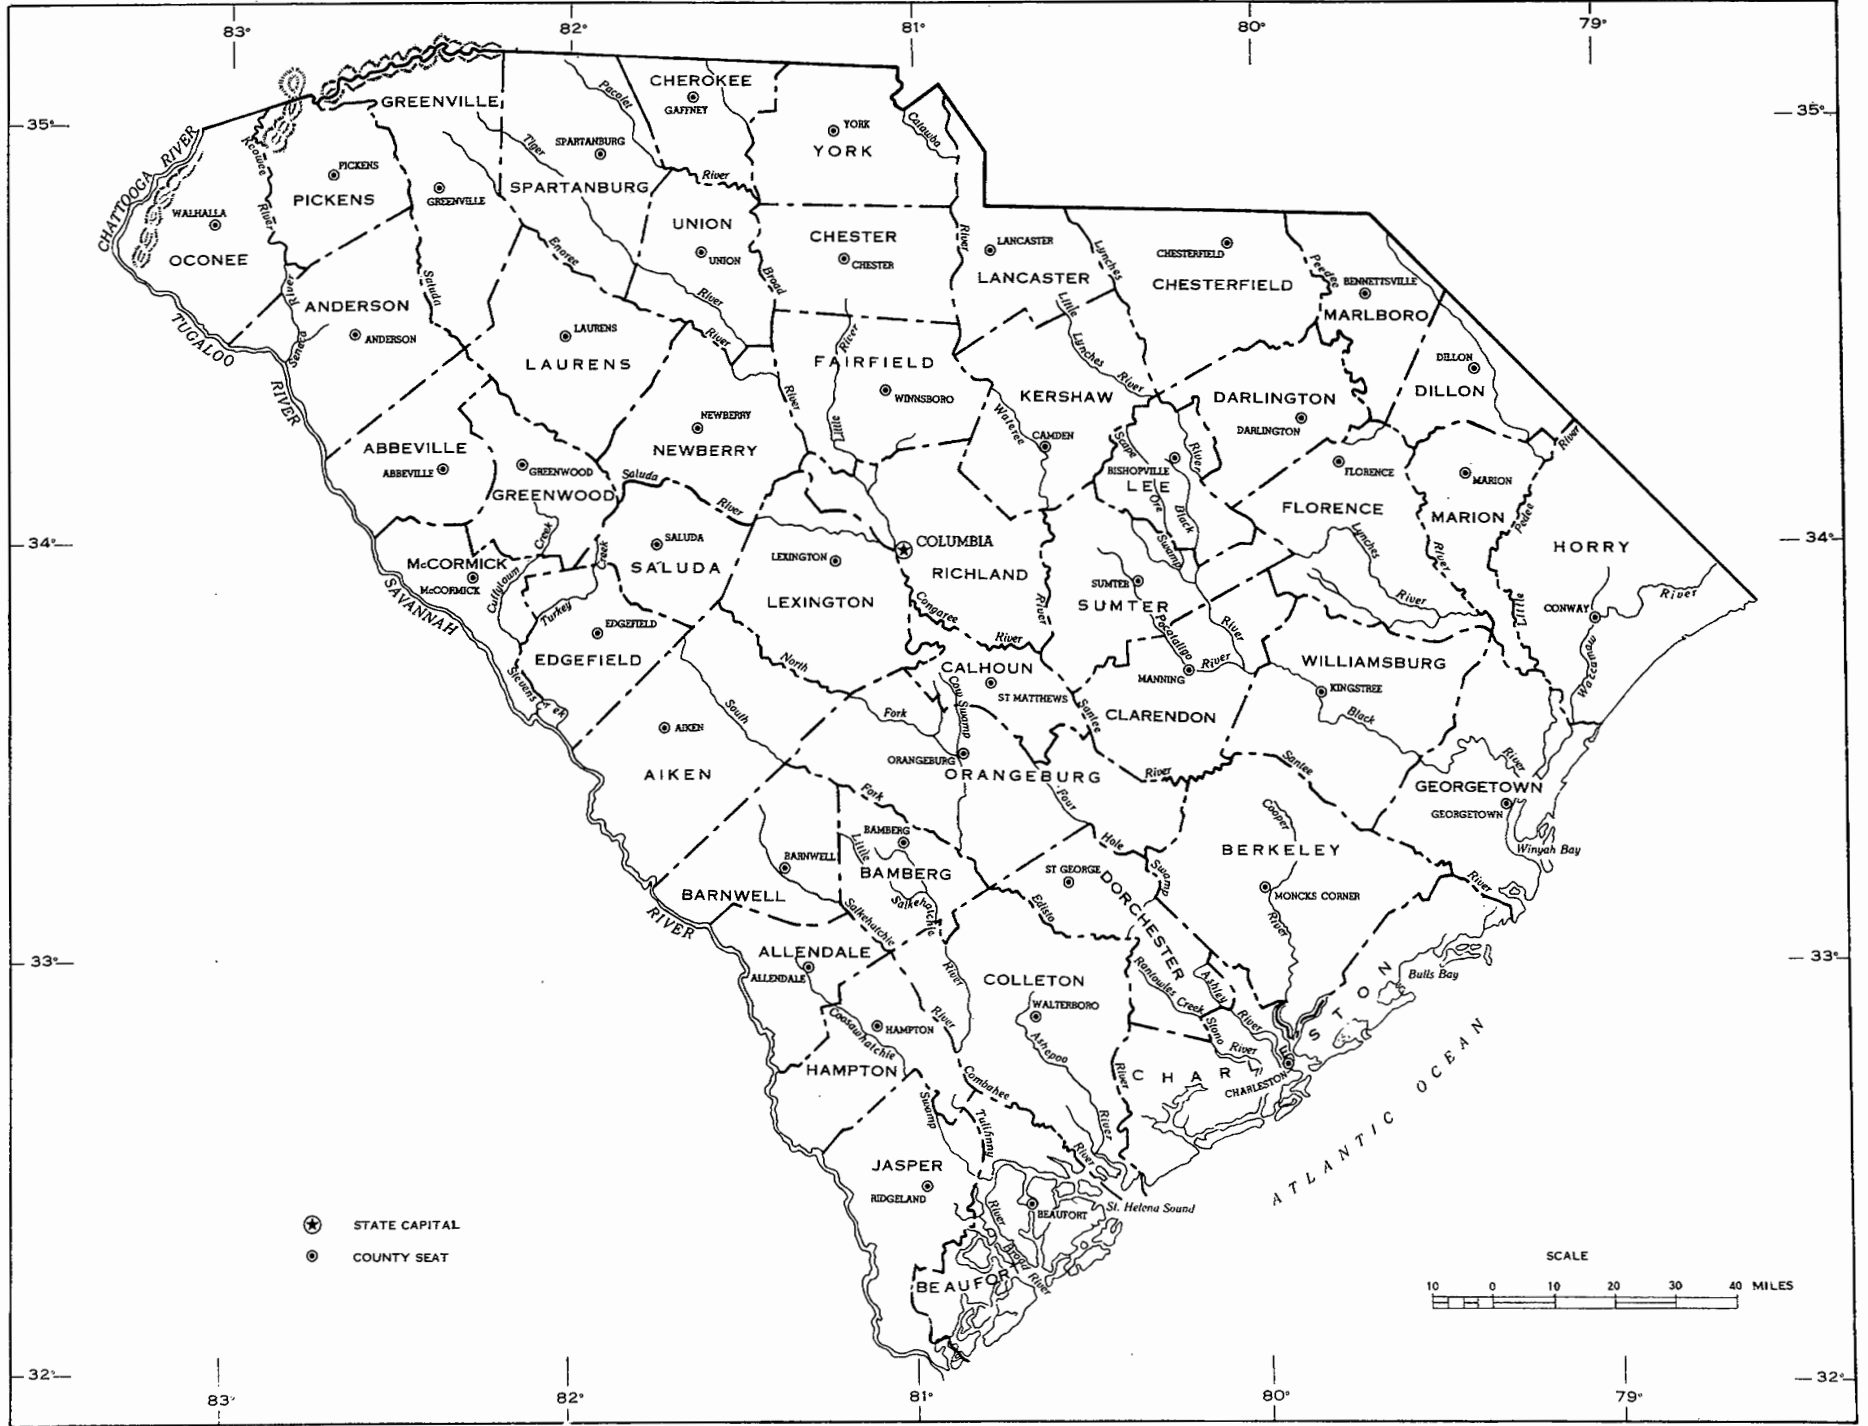 83°
82°
81°
80°
79°
35°
35°
CHEROKEE
GAFFNEY
Pacolet
GREENVILLE
Catawba
YORK
YORK
CHATTOOGA RIVER
Keowee
River
PICKENS
PICKENS
GREENVILLE
Tiger
SPARTANBURG
SPARTANBURG
River
WALHALLA
OCONEE
UNION
UNION
CHESTER
CHESTER
River
LANCASTER
LANCASTER
Lynches
CHESTERFIELD
CHESTERFIELD
Peedee
BENNETTSVILLE
MARLBORO
Enoree
Broad
Saluda
River
ANDERSON
ANDERSON
Seneca
TUGALOO
RIVER
LAURENS
LAURENS
River
River
River
FAIRFIELD
WINNSBORO
Little
River
Little
Lynches
River
KERSHAW
Wateree
CAMDEN
DARLINGTON
DARLINGTON
DILLON
DILLON
ABBEVILLE
ABBEVILLE
GREENWOOD
GREENWOOD
NEWBERRY
NEWBERRY
Saluda
River
Scape
Ore
Swamp
BISHOPVILLE
LEE
River
Black
FLORENCE
FLORENCE
MARION
MARION
River
Little
Pedee
34°
34°
McCORMICK
McCORMICK
Cuffytown
Creek
Creek
Turkey
SALUDA
SALUDA
LEXINGTON
LEXINGTON
COLUMBIA
RICHLAND
Congaree
River
River
SUMTER
SUMTER
Lynches
River
River
HORRY
CONWAY
River
Waccamaw
SAVANNAH
EDGEFIELD
EDGEFIELD
Stevens
North
Fork
CALHOUN
ST MATTHEWS
Cow Swamp
Pocotaligo
River
River
MANNING
CLARENDON
Santee
River
WILLIAMSBURG
KINGSTREE
Black
River
AIKEN
AIKEN
South
Fork
ORANGEBURG
ORANGEBURG
Four
Hole
Swamp
Santee
River
GEORGETOWN
GEORGETOWN
Winyah Bay
Cooper
BERKELEY
MONCKS CORNER
River
BARNWELL
BARNWELL
RIVER
BAMBERG
BAMBERG
Little
Salkehatchie
Salkehatchie
River
River
ST GEORGE
DORCHESTER
Edisto
River
33°
33°
ALLENDALE
ALLENDALE
COLLETON
WALTERBORO
Ashepoo
River
Rantowles Creek
Ashley
River
Stono
River
Bulls Bay
CHARLESTON
CHARLESTON
HAMPTON
HAMPTON
Coosawhatchie
Swamp
Combahee
River
Tulifinny
River
JASPER
RIDGELAND
BEAUFORT
BEAUFORT
Broad River
St. Helena Sound
ATLANTIC OCEAN
STATE CAPITAL
COUNTY SEAT
SCALE
10 0 10 20 30 40 MILES
32°
32°
83°
82°
81°
80°
79°